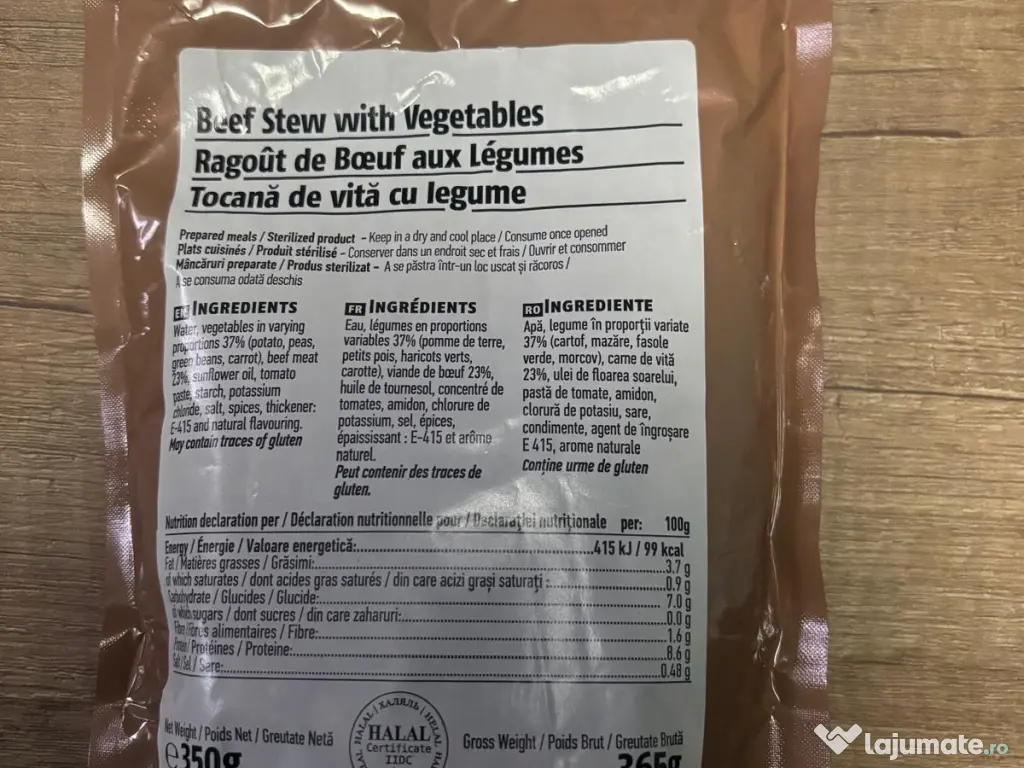 Beef Stew with Vegetables
Ragoût de Bœuf aux Légumes
Tocană de vită cu legume
Prepared meals / Sterilized product - Keep in a dry and cool place / Consume once opened
Plats cuisinés / Produit stérilisé - Conserver dans un endroit sec et frais / Ouvrir et consommer
Mâncăruri preparate / Produs sterilizat - A se păstra într-un loc uscat și răcoros /
A se consuma odată deschis
EN INGREDIENTS
Water, vegetables in varying
proportions 37% (potato, peas,
green beans, carrot), beef meat
23%, sunflower oil, tomato
paste, starch, potassium
chloride, salt, spices, thickener:
E-415 and natural flavouring.
May contain traces of gluten
FR INGRÉDIENTS
Eau, légumes en proportions
variables 37% (pomme de terre,
petits pois, haricots verts,
carotte), viande de bœuf 23%,
huile de tournesol, concentré de
tomates, amidon, chlorure de
potassium, sel, épices,
épaississant : E-415 et arôme
naturel.
Peut contenir des traces de
gluten.
RO INGREDIENTE
Apă, legume în proporții variate
37% (cartof, mazăre, fasole
verde, morcov), carne de vită
23%, ulei de floarea soarelui,
pastă de tomate, amidon,
clorură de potasiu, sare,
condimente, agent de îngroșare
E 415, arome naturale
Conține urme de gluten
Nutrition declaration per / Déclaration nutritionnelle pour / Declarației nutriționale per: 100g
Energy / Énergie / Valoare energetică: 415 kJ / 99 kcal
Fat / Matières grasses / Grăsimi: 3.7 g
of which saturates / dont acides gras saturés / din care acizi grași saturați : 0.9 g
Carbohydrate / Glucides / Glucide: 7.0 g
of which sugars / dont sucres / din care zaharuri: 0.0 g
Fibre / Fibres alimentaires / Fibre: 1.6 g
Protein / Protéines / Proteine: 8.6 g
Salt / Sel / Sare: 0.48 g
Net Weight / Poids Net / Greutate Netă
e350g
HALAL ХАЛЯЛЬ HALAL
HALAL
Certificate
IIDC
Gross Weight / Poids Brut / Greutate Brută
365g
lajumate.ro